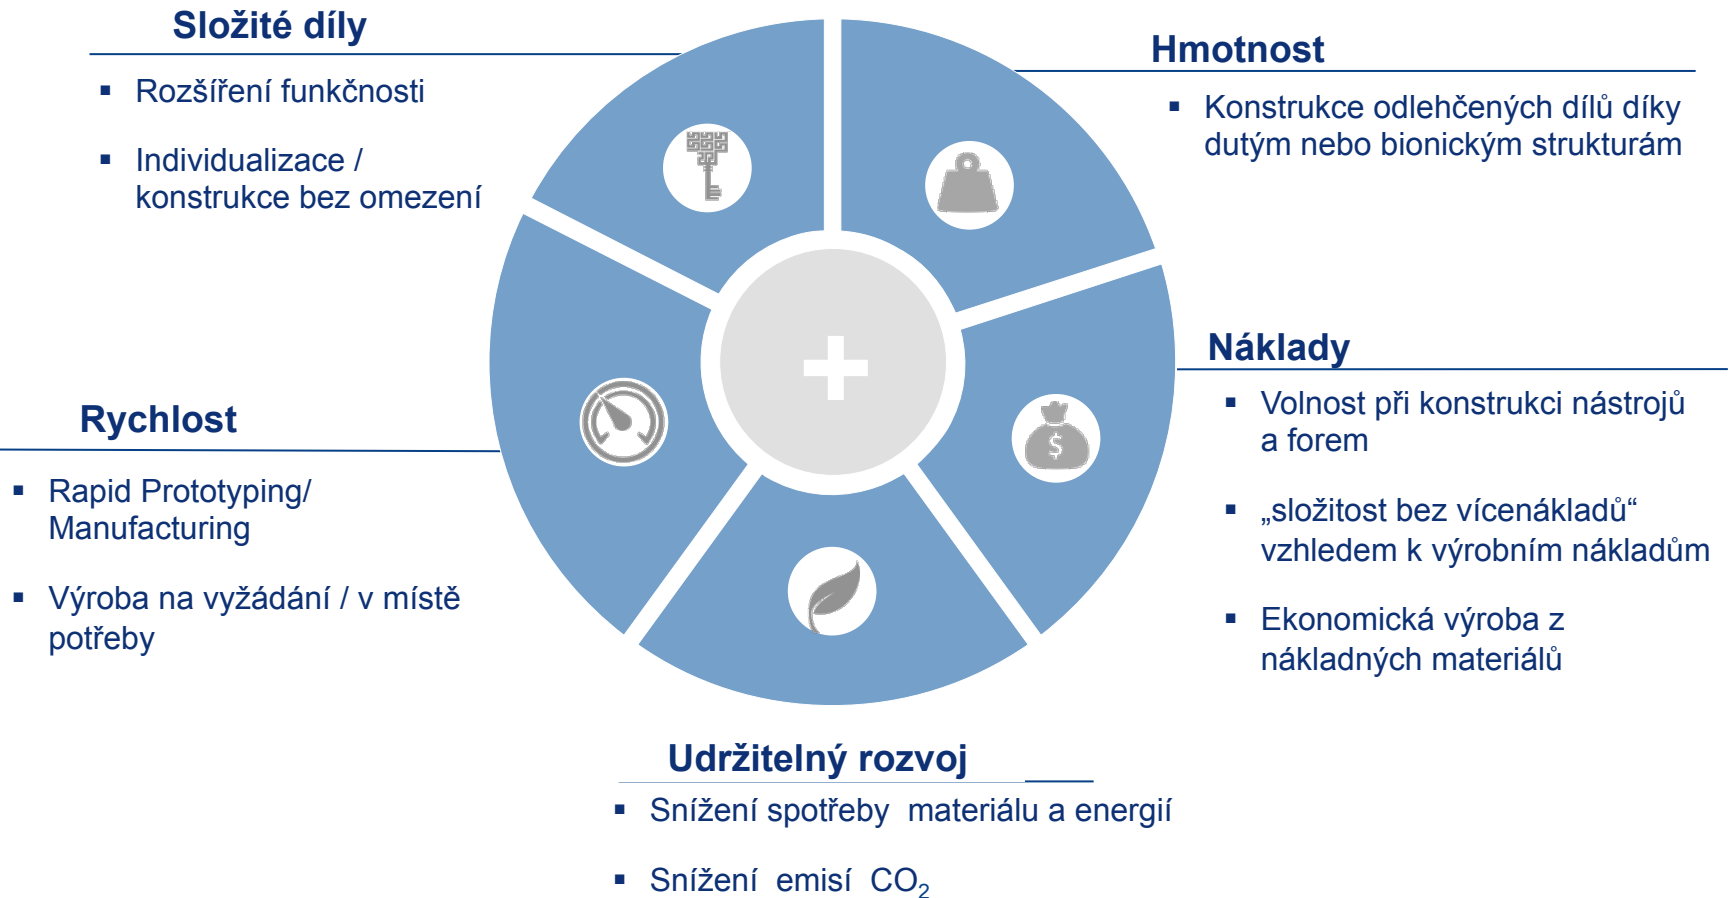 Složité díly
Rozšíření funkčnosti
Individualizace /
konstrukce bez omezení
Hmotnost
Konstrukce odlehčených dílů díky
dutým nebo bionickým strukturám
Náklady
Volnost při konstrukci nástrojů
a forem
„složitost bez vícenákladů“
vzhledem k výrobním nákladům
Ekonomická výroba z
nákladných materiálů
Rychlost
Rapid Prototyping/
Manufacturing
Výroba na vyžádání / v místě
potřeby
Udržitelný rozvoj
Snížení spotřeby materiálu a energií
Snížení emisí CO₂
+
$